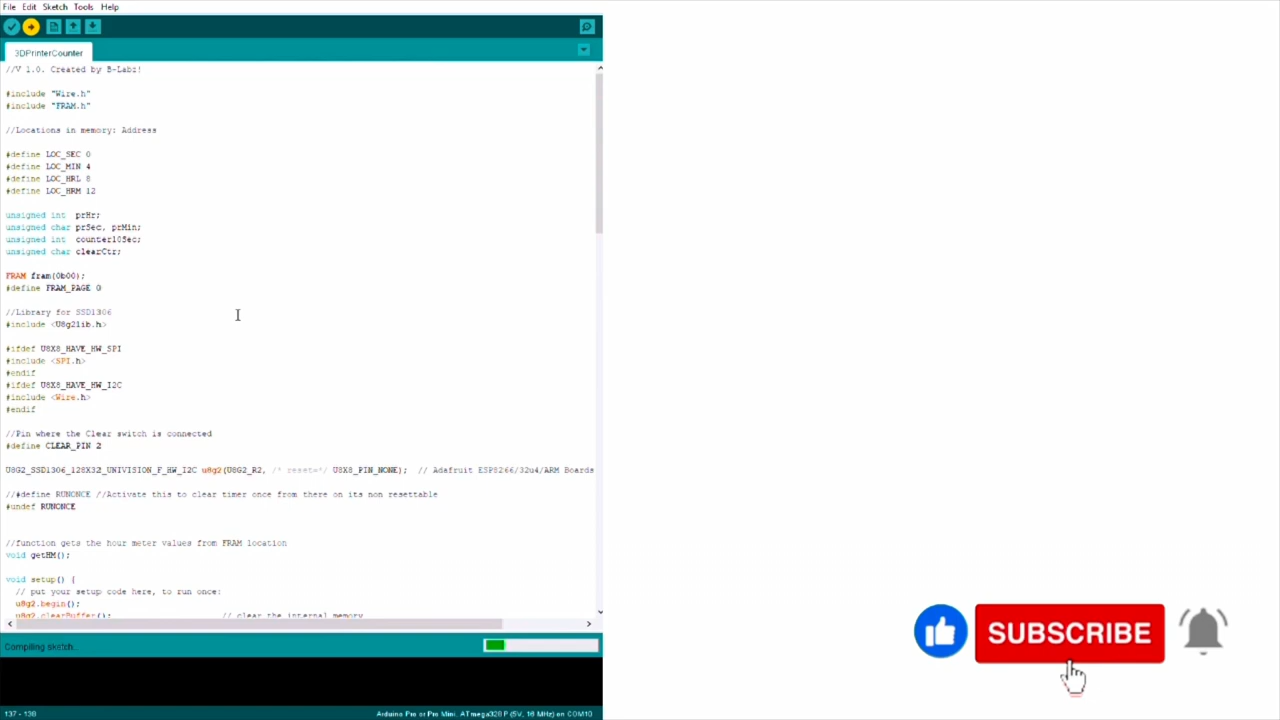 File Edit Sketch Tools Help
3DPrinterCounter
//V 1.0. Created by B-Lab:!
#include "Wire.h"
#include "FRAM.h"
//Locations in memory: Address
#define LOC_SEC 0
#define LOC_MIN 4
#define LOC_HRL 8
#define LOC_HRM 12
unsigned int prHr;
unsigned char prSec, prMin;
unsigned int counter10Sec;
unsigned char clearCtr;
FRAM fram(0b00);
#define FRAM_PAGE 0
//Library for SSD1306
#include <U8g2lib.h>
#ifdef U8X8_HAVE_HW_SPI
#include <SPI.h>
#endif
#ifdef U8X8_HAVE_HW_I2C
#include <Wire.h>
#endif
//Pin where the Clear switch is connected
#define CLEAR_PIN 2
U8G2_SSD1306_128X32_UNIVISION_F_HW_I2C u8g2(U8G2_R2, /* reset=*/ U8X8_PIN_NONE); // Adafruit ESP8266/32u4/ARM Boards
//#define RUNONCE //Activate this to clear timer once from there on its non resettable
#undef RUNONCE
//function gets the hour meter values from FRAM location
void getHM();
void setup() {
// put your setup code here, to run once:
u8g2.begin();
u8g2.clearBuffer(); // clear the internal memory
Compiling sketch..
137 - 138 Arduino Pro or Pro Mini, ATmega328P (5V, 16 MHz) on COM10
SUBSCRIBE